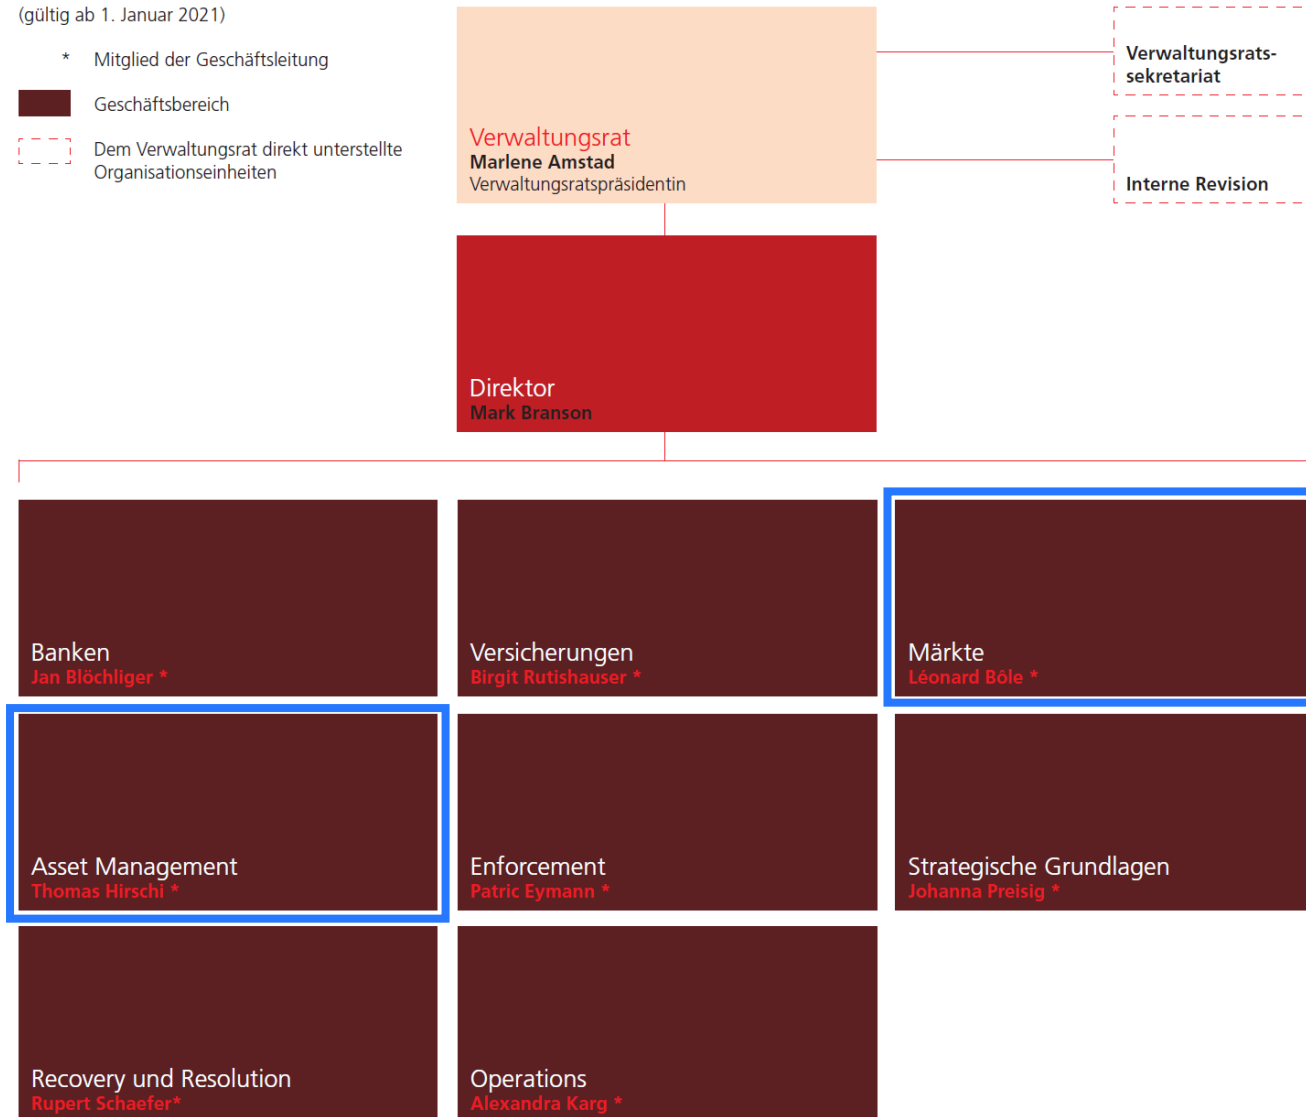 (gültig ab 1. Januar 2021)
* Mitglied der Geschäftsleitung
Geschäftsbereich
Dem Verwaltungsrat direkt unterstellte
Organisationseinheiten
Verwaltungsrat
Marlene Amstad
Verwaltungsratspräsidentin
Verwaltungsrats-
sekretariat
Interne Revision
Direktor
Mark Branson
Banken
Jan Blöchliger *
Versicherungen
Birgit Rutishauser *
Märkte
Léonard Bôle *
Asset Management
Thomas Hirschi *
Enforcement
Patric Eymann *
Strategische Grundlagen
Johanna Preisig *
Recovery und Resolution
Rupert Schaefer*
Operations
Alexandra Karg *